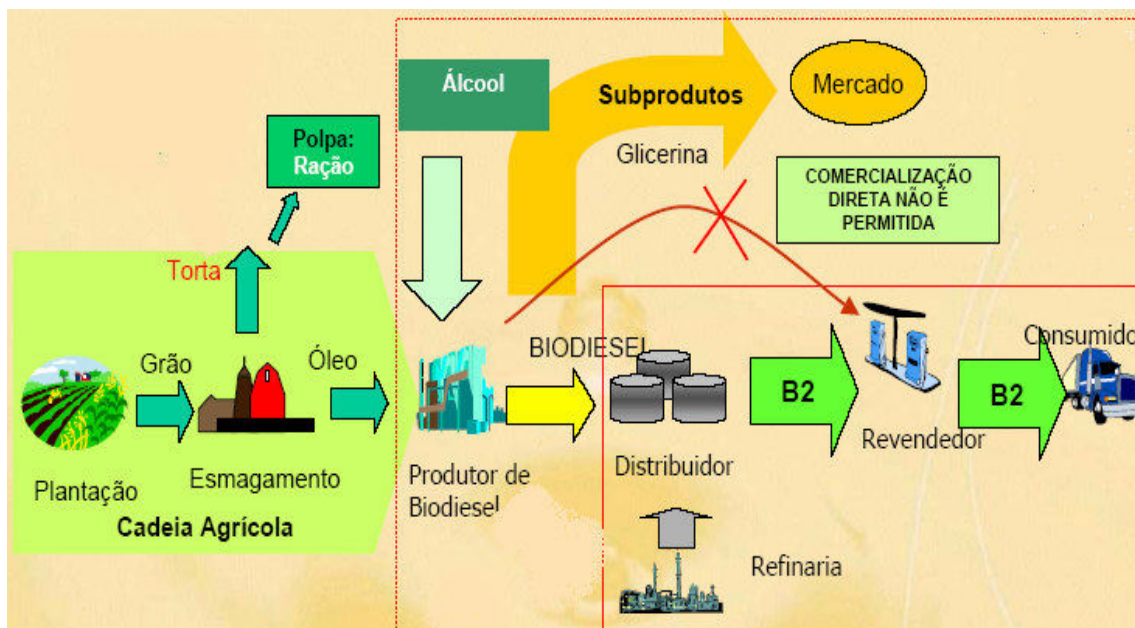 Álcool
Subprodutos
Mercado
Polpa:
Ração
Glicerina
COMERCIALIZAÇÃO
DIRETA NÃO É
PERMITIDA
Torta
Grão
Óleo
BIODIESEL
B2
B2
Consumido
Plantação
Esmagamento
Produtor de
Biodiesel
Distribuidor
Revendedor
Cadeia Agrícola
Refinaria